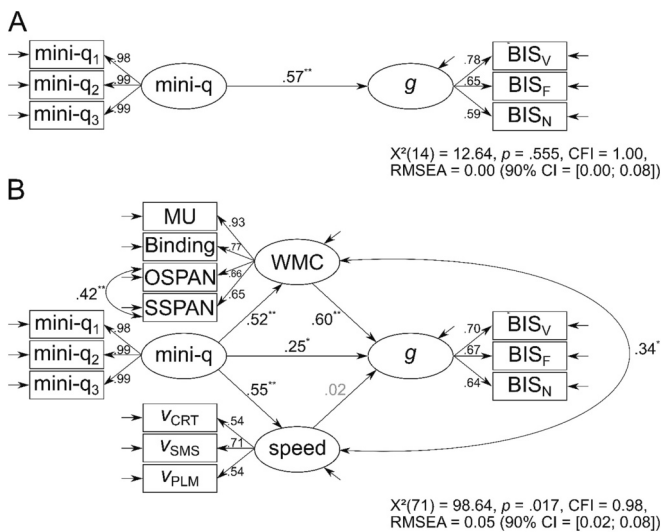 A
mini-q1
mini-q2
mini-q3
.98
.99
.99
mini-q
.57**
g
.78
.65
.59
BISV
BISF
BISN
X²(14) = 12.64, p = .555, CFI = 1.00,
RMSEA = 0.00 (90% CI = [0.00; 0.08])
B
MU
Binding
OSPAN
SSPAN
.93
.77
.66
.65
WMC
.42**
.52**
.60**
mini-q1
mini-q2
mini-q3
.98
.99
.99
mini-q
.25*
g
.70
.67
.64
BISV
BISF
BISN
.34*
.55**
.02
vCRT
vSMS
vPLM
.54
.71
.54
speed
X²(71) = 98.64, p = .017, CFI = 0.98,
RMSEA = 0.05 (90% CI = [0.02; 0.08])